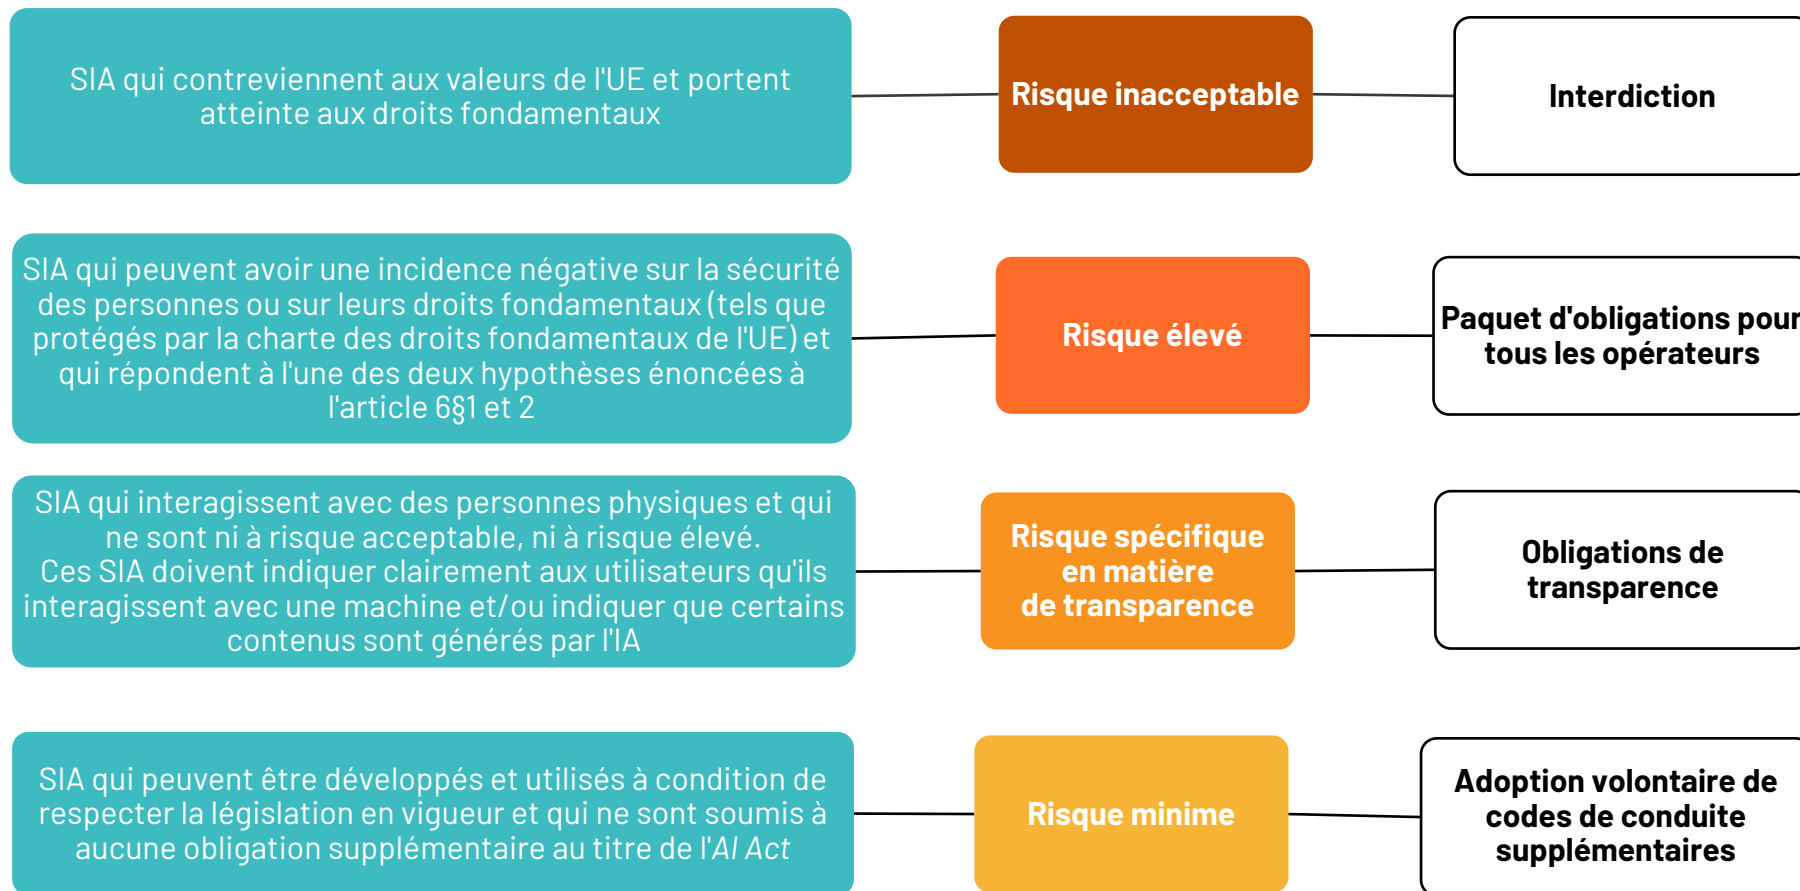 SIA qui contreviennent aux valeurs de l'UE et portent
atteinte aux droits fondamentaux
Risque inacceptable
Interdiction
SIA qui peuvent avoir une incidence négative sur la sécurité
des personnes ou sur leurs droits fondamentaux (tels que
protégés par la charte des droits fondamentaux de l'UE) et
qui répondent à l'une des deux hypothèses énoncées à
l'article 6§1 et 2
Risque élevé
Paquet d'obligations pour
tous les opérateurs
SIA qui interagissent avec des personnes physiques et qui
ne sont ni à risque acceptable, ni à risque élevé.
Ces SIA doivent indiquer clairement aux utilisateurs qu'ils
interagissent avec une machine et/ou indiquer que certains
contenus sont générés par l'IA
Risque spécifique
en matière
de transparence
Obligations de
transparence
SIA qui peuvent être développés et utilisés à condition de
respecter la législation en vigueur et qui ne sont soumis à
aucune obligation supplémentaire au titre de l'AI Act
Risque minime
Adoption volontaire de
codes de conduite
supplémentaires